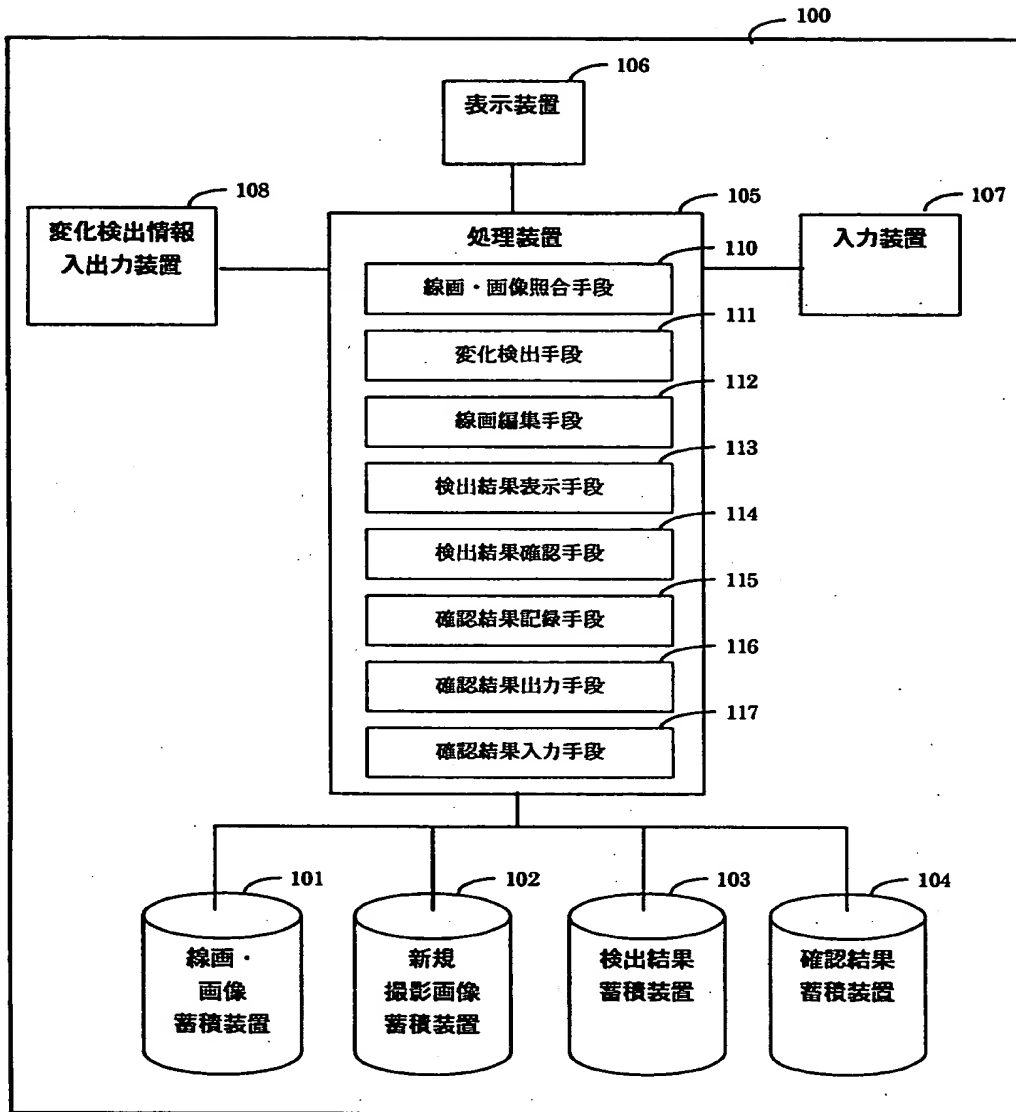 100
106
表示装置
108
変化検出情報
入出力装置
105
処理装置
107
入力装置
110
線画・画像照合手段
111
変化検出手段
112
線画編集手段
113
検出結果表示手段
114
検出結果確認手段
115
確認結果記録手段
116
確認結果出力手段
117
確認結果入力手段
101
線画・
画像
蓄積装置
102
新規
撮影画像
蓄積装置
103
検出結果
蓄積装置
104
確認結果
蓄積装置